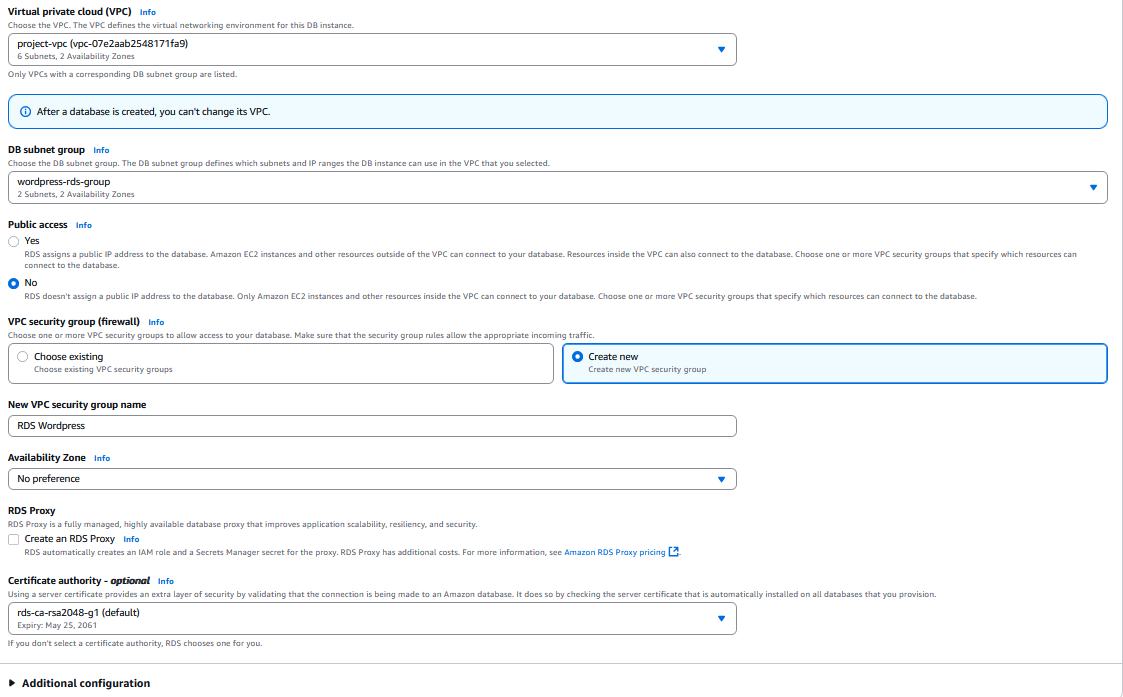 Virtual private cloud (VPC) Info
Choose the VPC. The VPC defines the virtual networking environment for this DB instance.
project-vpc (vpc-07e2aab2548171fa9)
6 Subnets, 2 Availability Zones
Only VPCs with a corresponding DB subnet group are listed.
After a database is created, you can't change its VPC.
DB subnet group Info
Choose the DB subnet group. The DB subnet group defines which subnets and IP ranges the DB instance can use in the VPC that you selected.
wordpress-rds-group
2 Subnets, 2 Availability Zones
Public access Info
Yes
RDS assigns a public IP address to the database. Amazon EC2 instances and other resources outside of the VPC can connect to your database. Resources inside the VPC can also connect to the database. Choose one or more VPC security groups that specify which resources can
connect to the database.
No
RDS doesn't assign a public IP address to the database. Only Amazon EC2 instances and other resources inside the VPC can connect to your database. Choose one or more VPC security groups that specify which resources can connect to the database.
VPC security group (firewall) Info
Choose one or more VPC security groups to allow access to your database. Make sure that the security group rules allow the appropriate incoming traffic.
Choose existing
Choose existing VPC security groups
Create new
Create new VPC security group
New VPC security group name
RDS Wordpress
Availability Zone Info
No preference
RDS Proxy
RDS Proxy is a fully managed, highly available database proxy that improves application scalability, resiliency, and security.
Create an RDS Proxy Info
RDS automatically creates an IAM role and a Secrets Manager secret for the proxy. RDS Proxy has additional costs. For more information, see Amazon RDS Proxy pricing.
Certificate authority - optional Info
Using a server certificate provides an extra layer of security by validating that the connection is being made to an Amazon database. It does so by checking the server certificate that is automatically installed on all databases that you provision.
rds-ca-rsa2048-g1 (default)
Expiry: May 25, 2061
If you don't select a certificate authority, RDS chooses one for you.
Additional configuration